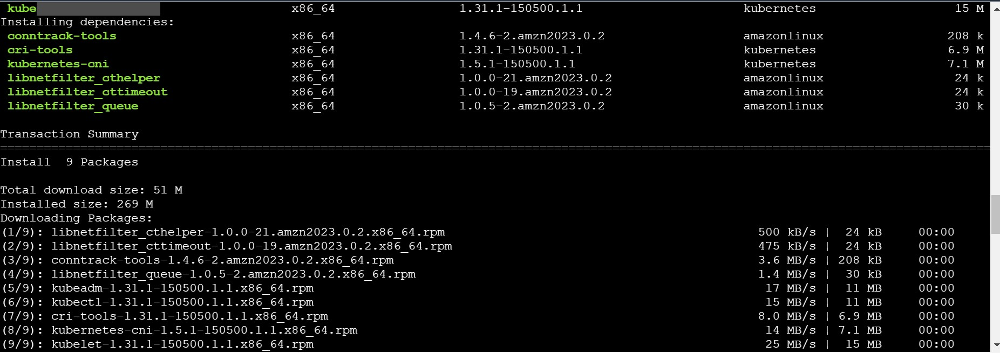 kube x86_64 1.31.1-150500.1.1 kubernetes 15 M
Installing dependencies:
conntrack-tools x86_64 1.4.6-2.amzn2023.0.2 amazonlinux 208 k
cri-tools x86_64 1.31.1-150500.1.1 kubernetes 6.9 M
kubernetes-cni x86_64 1.5.1-150500.1.1 kubernetes 7.1 M
libnetfilter_cthelper x86_64 1.0.0-21.amzn2023.0.2 amazonlinux 24 k
libnetfilter_cttimeout x86_64 1.0.0-19.amzn2023.0.2 amazonlinux 24 k
libnetfilter_queue x86_64 1.0.5-2.amzn2023.0.2 amazonlinux 30 k
Transaction Summary
================================================================================================================================================
Install  9 Packages
Total download size: 51 M
Installed size: 269 M
Downloading Packages:
(1/9): libnetfilter_cthelper-1.0.0-21.amzn2023.0.2.x86_64.rpm 500 kB/s | 24 kB 00:00
(2/9): libnetfilter_cttimeout-1.0.0-19.amzn2023.0.2.x86_64.rpm 475 kB/s | 24 kB 00:00
(3/9): conntrack-tools-1.4.6-2.amzn2023.0.2.x86_64.rpm 3.6 MB/s | 208 kB 00:00
(4/9): libnetfilter_queue-1.0.5-2.amzn2023.0.2.x86_64.rpm 1.4 MB/s | 30 kB 00:00
(5/9): kubeadm-1.31.1-150500.1.1.x86_64.rpm 17 MB/s | 11 MB 00:00
(6/9): kubectl-1.31.1-150500.1.1.x86_64.rpm 15 MB/s | 11 MB 00:00
(7/9): cri-tools-1.31.1-150500.1.1.x86_64.rpm 8.0 MB/s | 6.9 MB 00:00
(8/9): kubernetes-cni-1.5.1-150500.1.1.x86_64.rpm 14 MB/s | 7.1 MB 00:00
(9/9): kubelet-1.31.1-150500.1.1.x86_64.rpm 25 MB/s | 15 MB 00:00